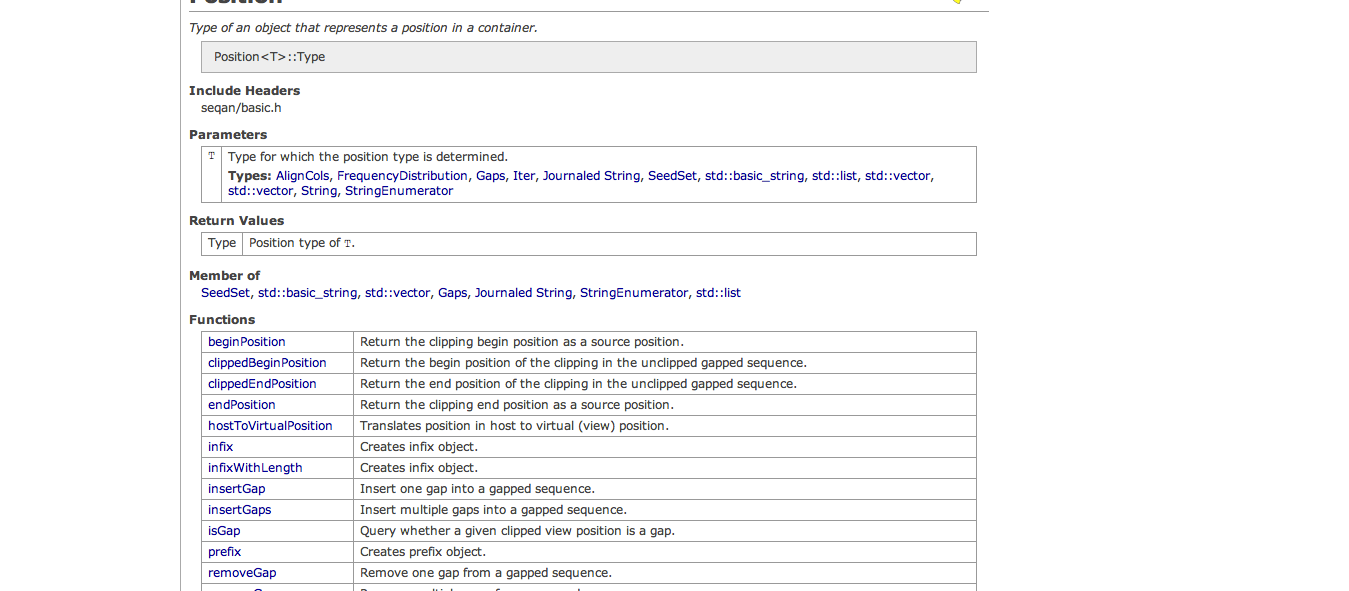 Position
Type of an object that represents a position in a container.
Position<T>::Type
Include Headers
seqan/basic.h
Parameters
T Type for which the position type is determined.
Types: AlignCols, FrequencyDistribution, Gaps, Iter, Journaled String, SeedSet, std::basic_string, std::list, std::vector,
std::vector, String, StringEnumerator
Return Values
Type Position type of T.
Member of
SeedSet, std::basic_string, std::vector, Gaps, Journaled String, StringEnumerator, std::list
Functions
beginPosition Return the clipping begin position as a source position.
clippedBeginPosition Return the begin position of the clipping in the unclipped gapped sequence.
clippedEndPosition Return the end position of the clipping in the unclipped gapped sequence.
endPosition Return the clipping end position as a source position.
hostToVirtualPosition Translates position in host to virtual (view) position.
infix Creates infix object.
infixWithLength Creates infix object.
insertGap Insert one gap into a gapped sequence.
insertGaps Insert multiple gaps into a gapped sequence.
isGap Query whether a given clipped view position is a gap.
prefix Creates prefix object.
removeGap Remove one gap from a gapped sequence.